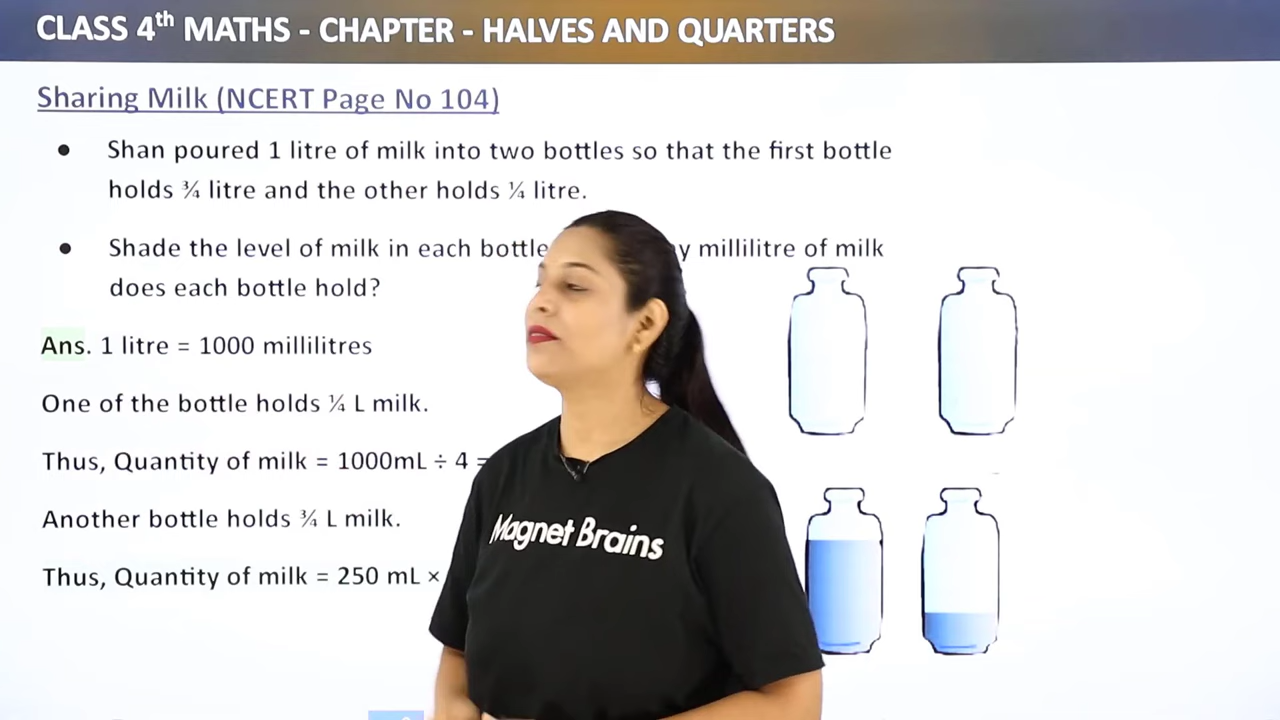 CLASS 4th MATHS - CHAPTER - HALVES AND QUARTERS
Sharing Milk (NCERT Page No 104)
● Shan poured 1 litre of milk into two bottles so that the first bottle
holds ¾ litre and the other holds ¼ litre.
● Shade the level of milk in each bottle millilitre of milk
does each bottle hold?
Ans. 1 litre = 1000 millilitres
One of the bottle holds ¼ L milk.
Thus, Quantity of milk = 1000mL ÷ 4 =
Another bottle holds ¾ L milk.
Thus, Quantity of milk = 250 mL ×
Magnet Brains